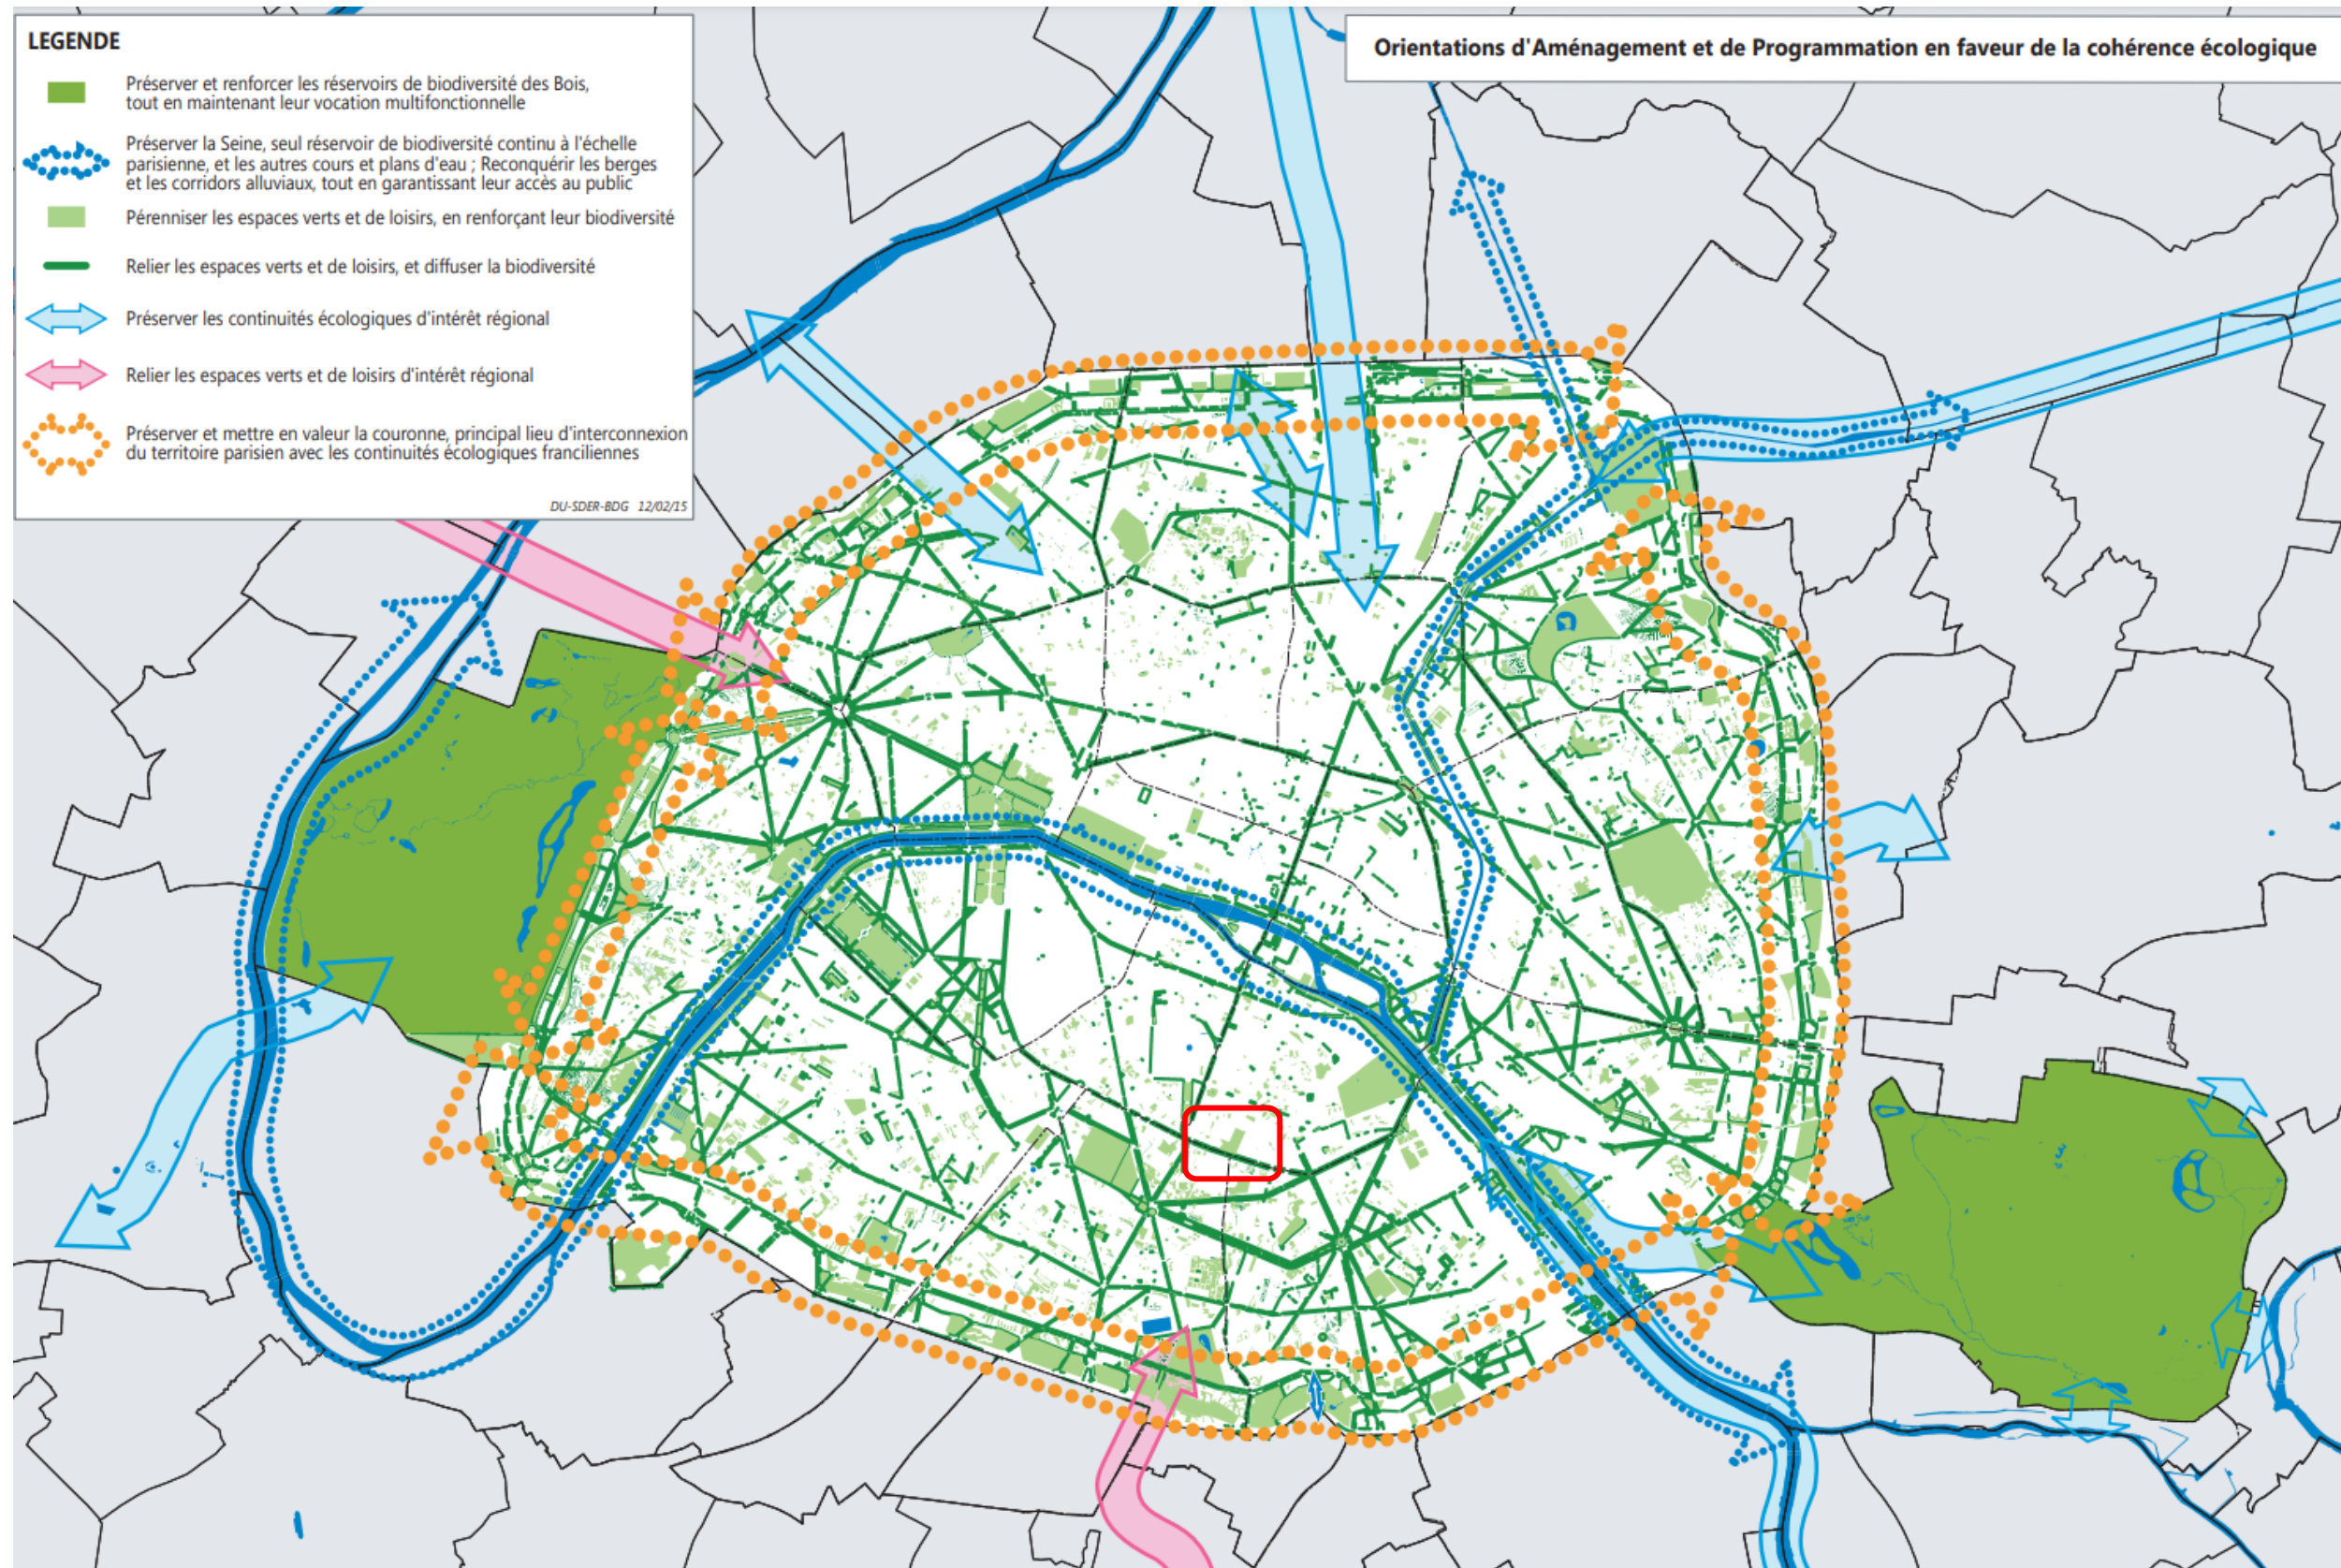 LEGENDE
Préserver et renforcer les réservoirs de biodiversité des Bois,
tout en maintenant leur vocation multifonctionnelle
Préserver la Seine, seul réservoir de biodiversité continu à l'échelle
parisienne, et les autres cours et plans d'eau ; Reconquérir les berges
et les corridors alluviaux, tout en garantissant leur accès au public
Pérenniser les espaces verts et de loisirs, en renforçant leur biodiversité
Relier les espaces verts et de loisirs, et diffuser la biodiversité
Préserver les continuités écologiques d'intérêt régional
Relier les espaces verts et de loisirs d'intérêt régional
Préserver et mettre en valeur la couronne, principal lieu d'interconnexion
du territoire parisien avec les continuités écologiques franciliennes
DU-SDER-BDG 12/02/15
Orientations d'Aménagement et de Programmation en faveur de la cohérence écologique